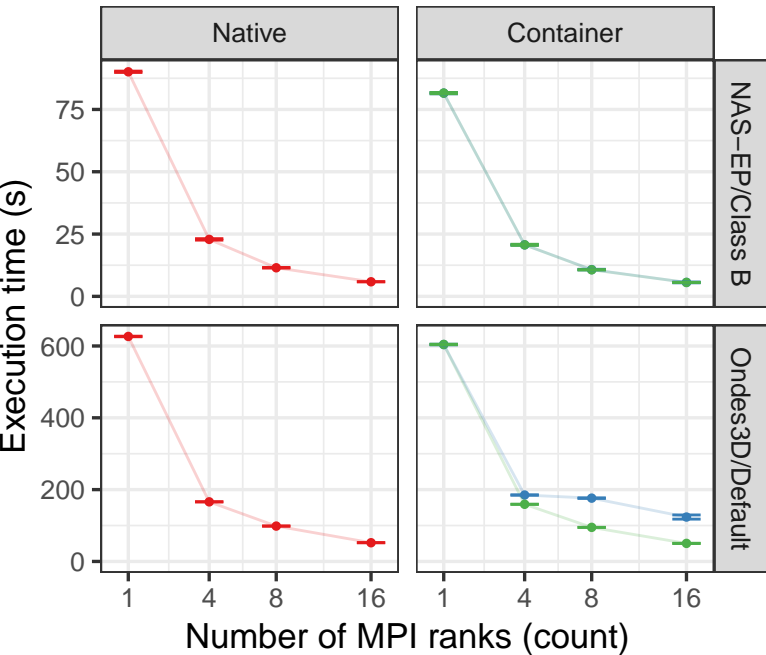 Native
Container
Execution time (s)
75
50
25
0
NAS−EP/Class B
600
400
200
0
Ondes3D/Default
1 4 8 16
1 4 8 16
Number of MPI ranks (count)